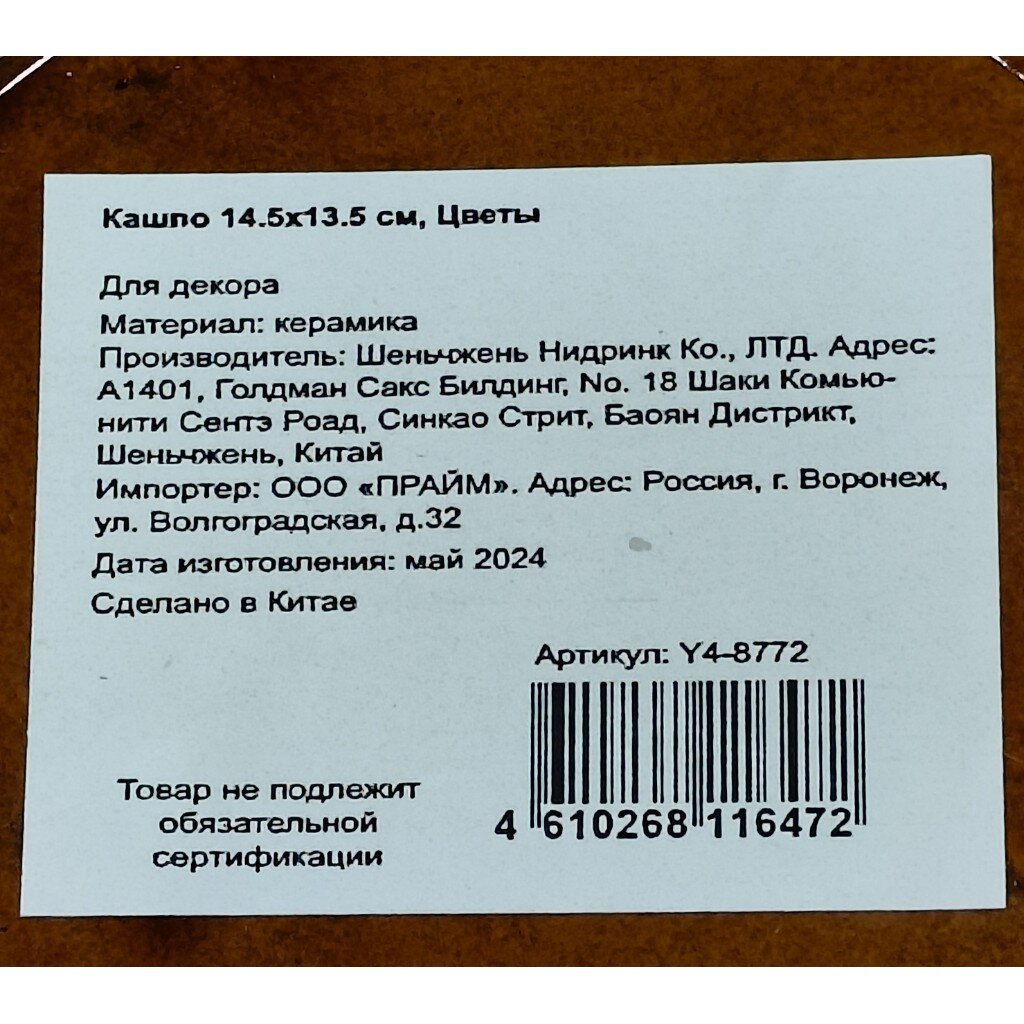 Кашпо 14.5х13.5 см, Цветы
Для декора
Материал: керамика
Производитель: Шеньчжень Нидринк Ко., ЛТД. Адрес:
А1401, Голдман Сакс Билдинг, No. 18 Шаки Комью-
нити Сентэ Роад, Синкао Стрит, Баоян Дистрикт,
Шеньчжень, Китай
Импортер: ООО «ПРАЙМ». Адрес: Россия, г. Воронеж,
ул. Волгоградская, д.32
Дата изготовления: май 2024
Сделано в Китае
Артикул: Y4-8772
4 610268 116472
Товар не подлежит
обязательной
сертификации